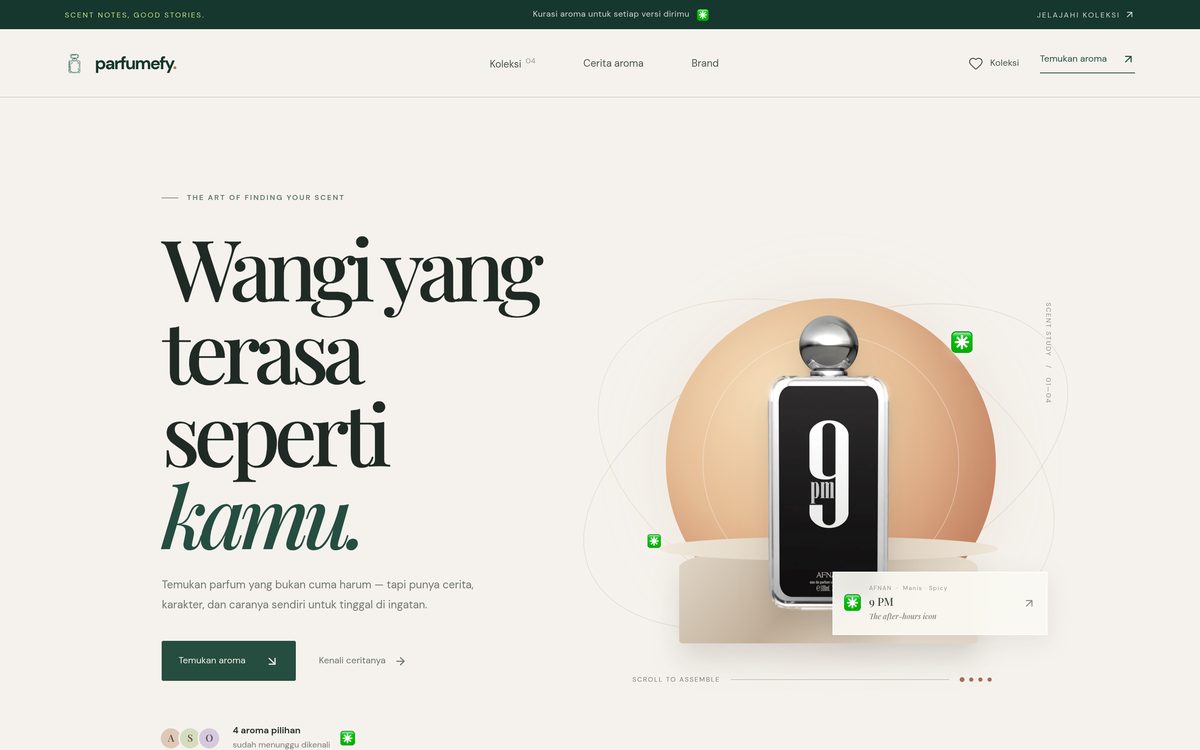 SCENT NOTES, GOOD STORIES.
Kurasi aroma untuk setiap versi dirimu
JELAJAHI KOLEKSI
parfumefy.
Koleksi 04
Cerita aroma
Brand
Koleksi
Temukan aroma
THE ART OF FINDING YOUR SCENT
Wangi yang
terasa
seperti
kamu.
Temukan parfum yang bukan cuma harum — tapi punya cerita,
karakter, dan caranya sendiri untuk tinggal di ingatan.
Temukan aroma
Kenali ceritanya
A S O
4 aroma pilihan
sudah menunggu dikenali
SCENT STUDY / 01—04
9
pm
AFNAN · Manis · Spicy
9 PM
The after-hours icon
SCROLL TO ASSEMBLE